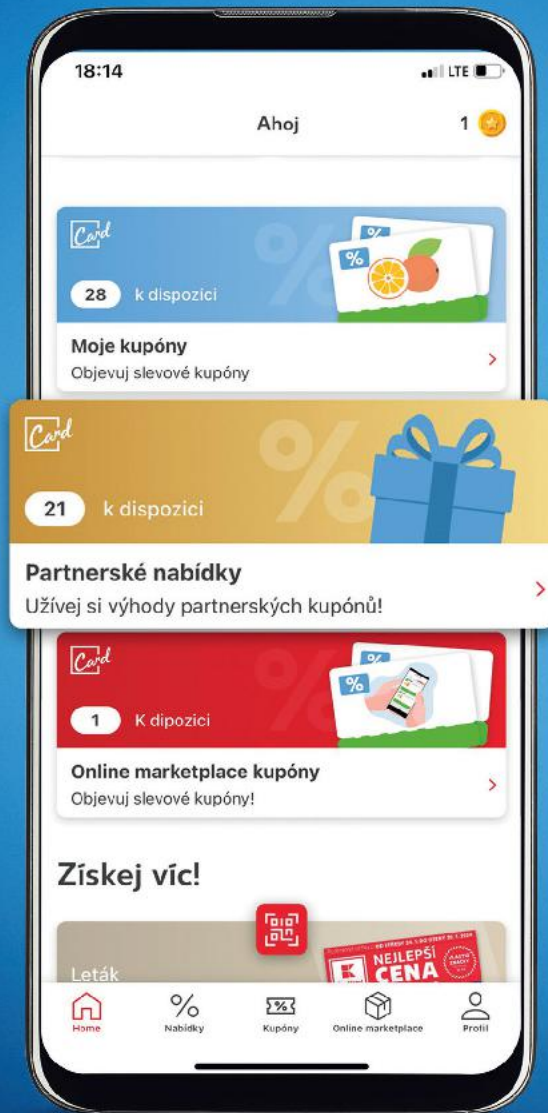 18:14
LTE
Ahoj
1
Card
%
%
%
28 k dispozici
Moje kupóny
Objevuj slevové kupóny
Card
%
21 k dispozici
Partnerské nabídky
Užívej si výhody partnerských kupónů!
Card
%
%
%
1 K dipozici
Online marketplace kupóny
Objevuj slevové kupóny!
Získej víc!
Leták
NEJLEPŠÍ
CENA
Home
Nabídky
Kupóny
Online marketplace
Profil